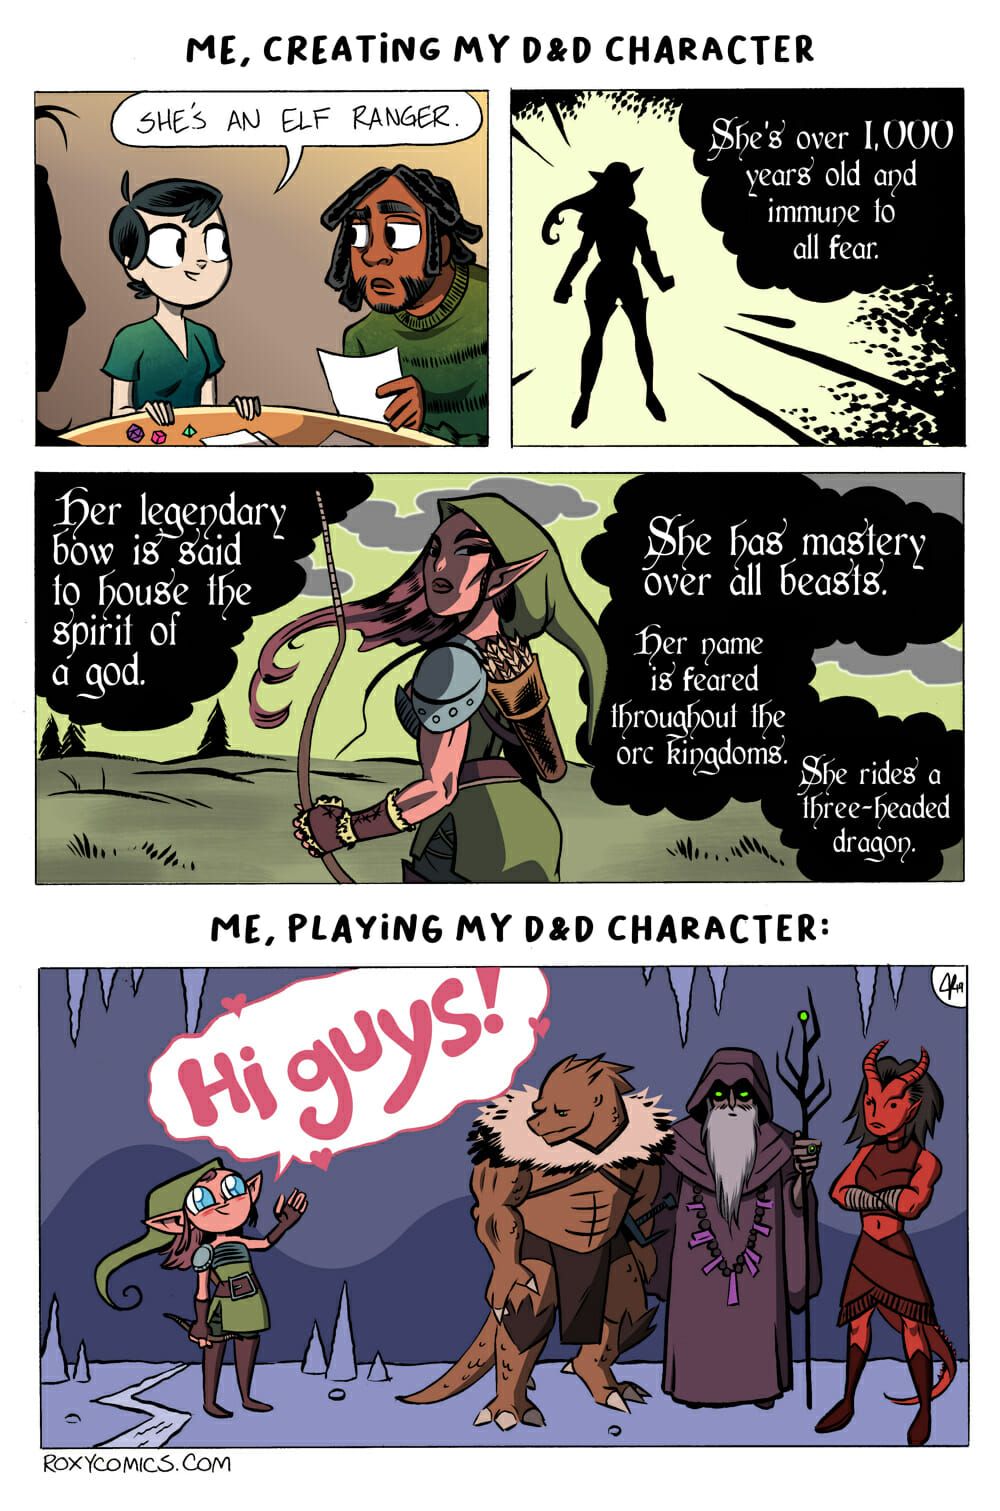 ME, CREATING MY D&D CHARACTER
SHE'S AN ELF RANGER.
She's over 1,000
years old and
immune to
all fear.
Her legendary
bow is said
to house the
spirit of
a god.
She has mastery
over all beasts.
Her name
is feared
throughout the
orc kingdoms.
She rides a
three-headed
dragon.
ME, PLAYING MY D&D CHARACTER:
Hi guys!
ROXYCOMICS.COM